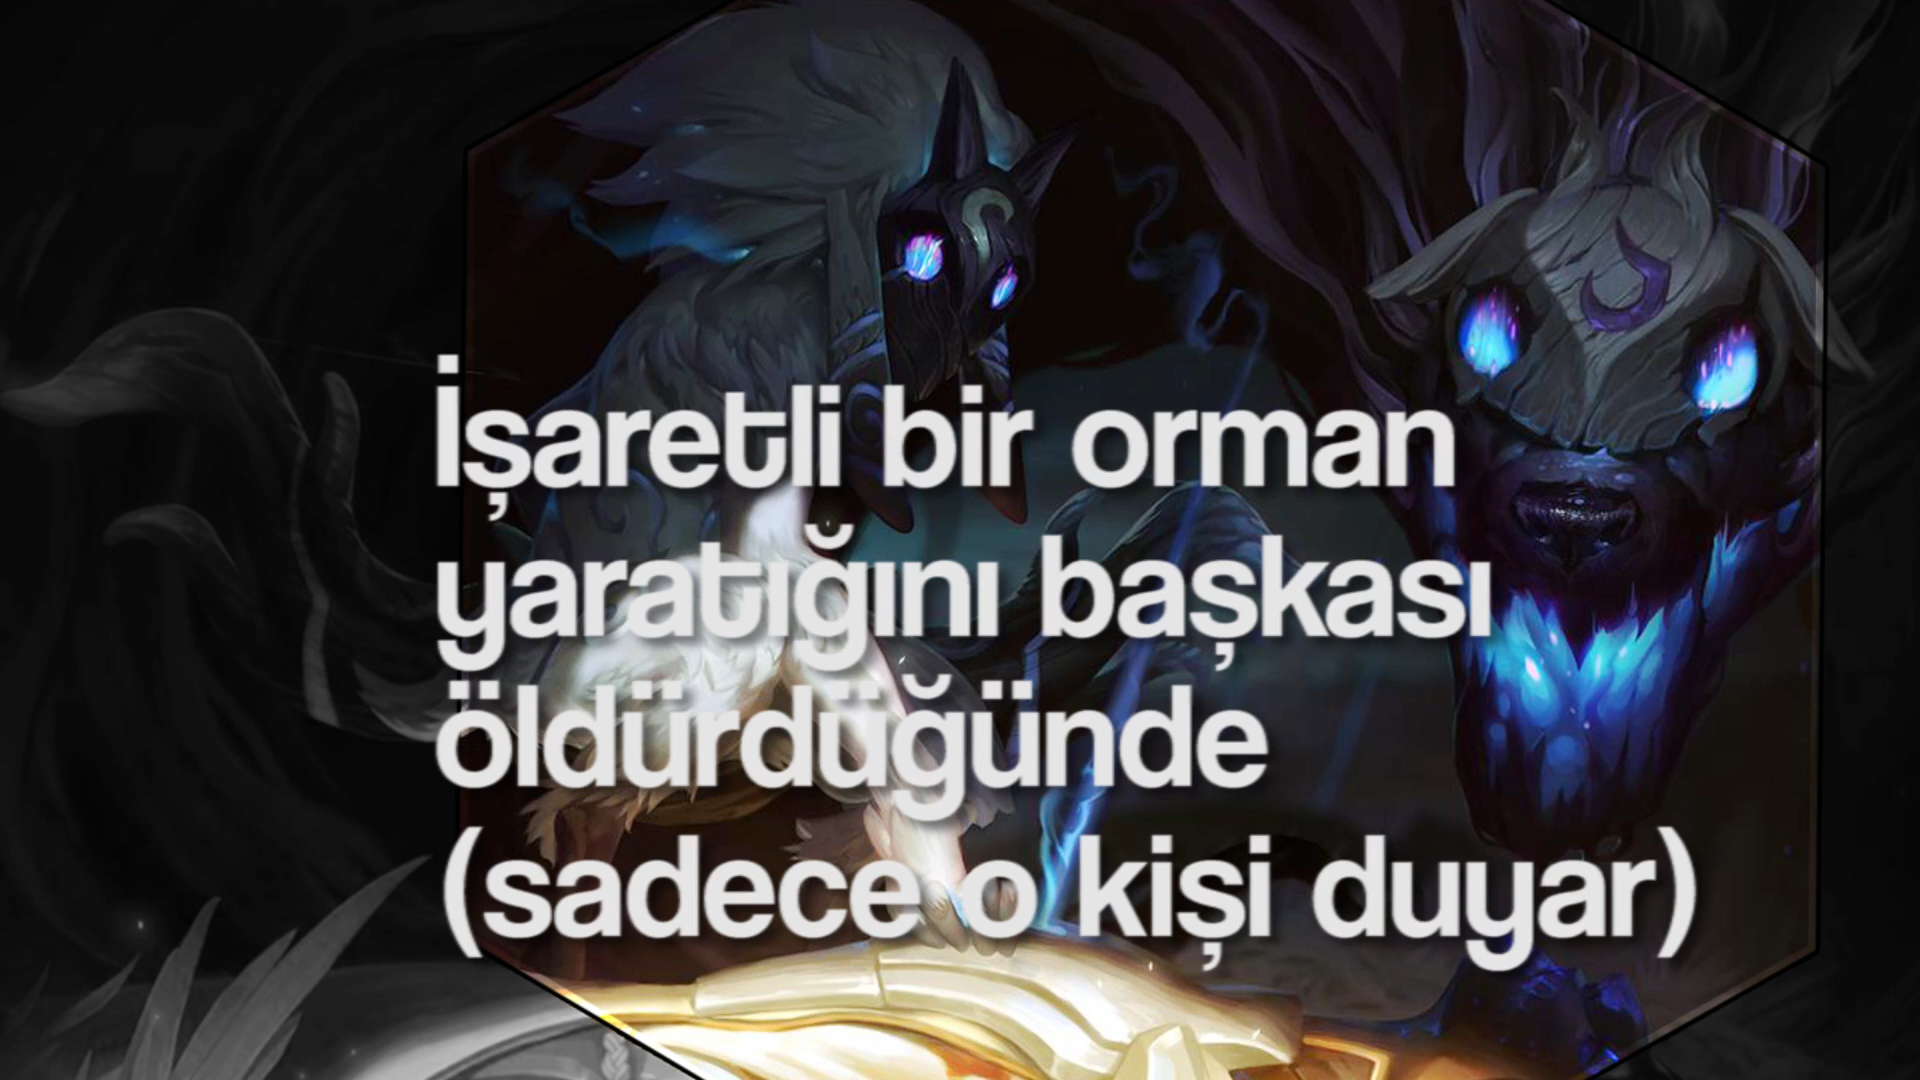 İşaretli bir orman
yaratığını başkası
öldürdüğünde
(sadece o kişi duyar)